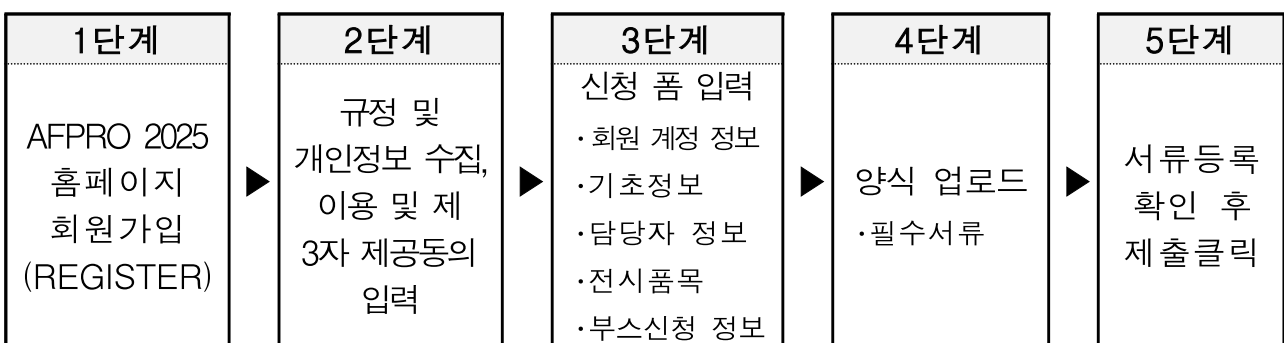 1단계
AFPRO 2025
홈페이지
회원가입
(REGISTER)
▶
2단계
규정 및
개인정보 수집,
이용 및 제
3자 제공동의
입력
▶
3단계
신청 폼 입력
·회원 계정 정보
·기초정보
·담당자 정보
·전시품목
·부스신청 정보
▶
4단계
양식 업로드
·필수서류
▶
5단계
서류등록
확인 후
제출클릭